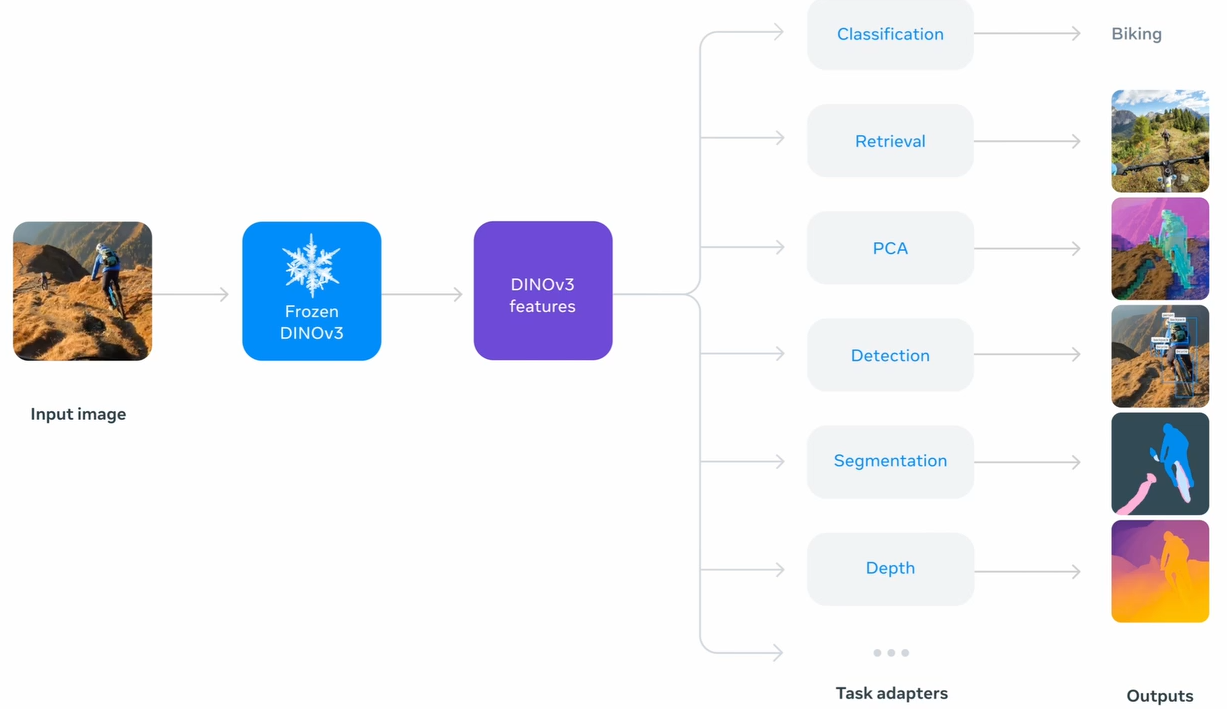 Classification
Biking
Retrieval
PCA
Frozen
DINOv3
DINOv3
features
Detection
Input image
Segmentation
Depth
Task adapters
Outputs